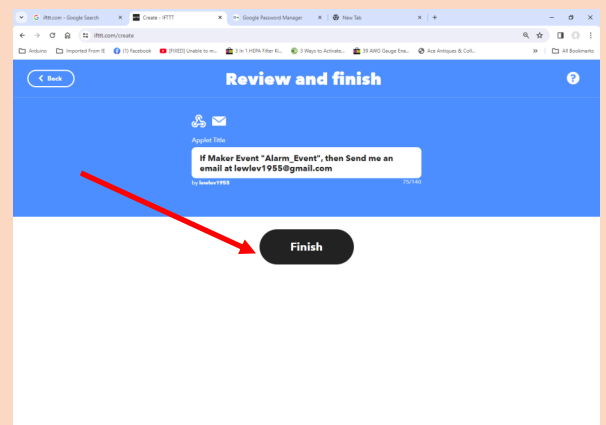 iftt.com - Google Search
Create - IFTTT
Google Password Manager
New Tab
ifttt.com/create
Arduino
Imported From IE
(1) Facebook
[FIXED] Unable to m...
3 In 1 HEPA Filter Ki...
3 Ways to Activate...
39 AWG Gauge Ena...
Ace Antiques & Coll...
All Bookmarks
Back
Review and finish
?
Applet Title
If Maker Event "Alarm_Event", then Send me an
email at lewlev1955@gmail.com
by lewlev1955
75/140
Finish